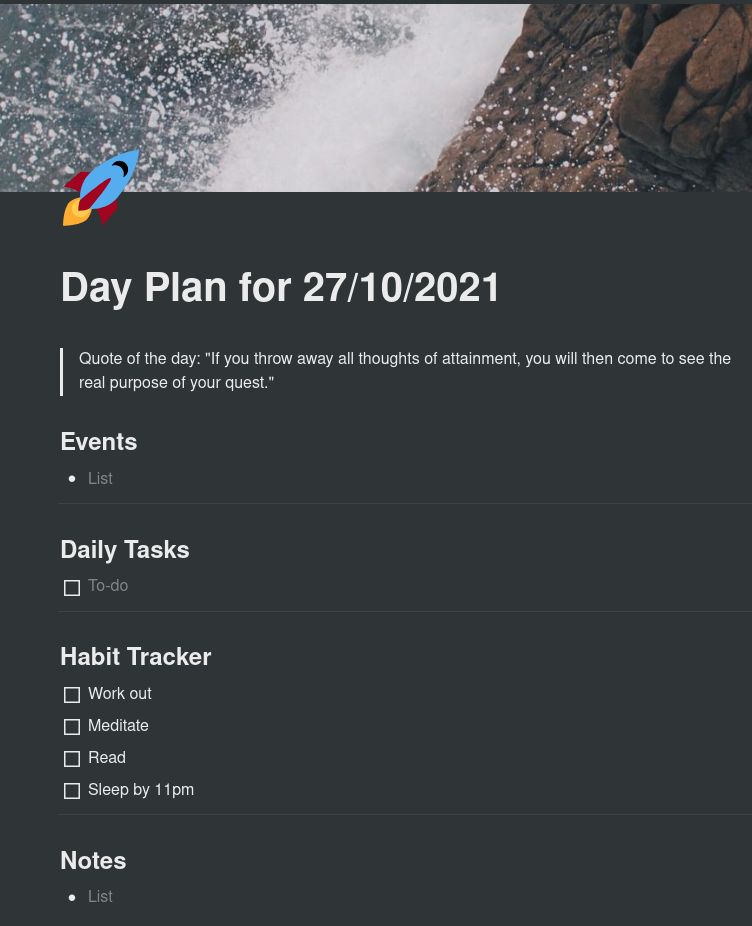 Day Plan for 27/10/2021
Quote of the day: "If you throw away all thoughts of attainment, you will then come to see the
real purpose of your quest."
Events
List
Daily Tasks
To-do
Habit Tracker
Work out
Meditate
Read
Sleep by 11pm
Notes
List